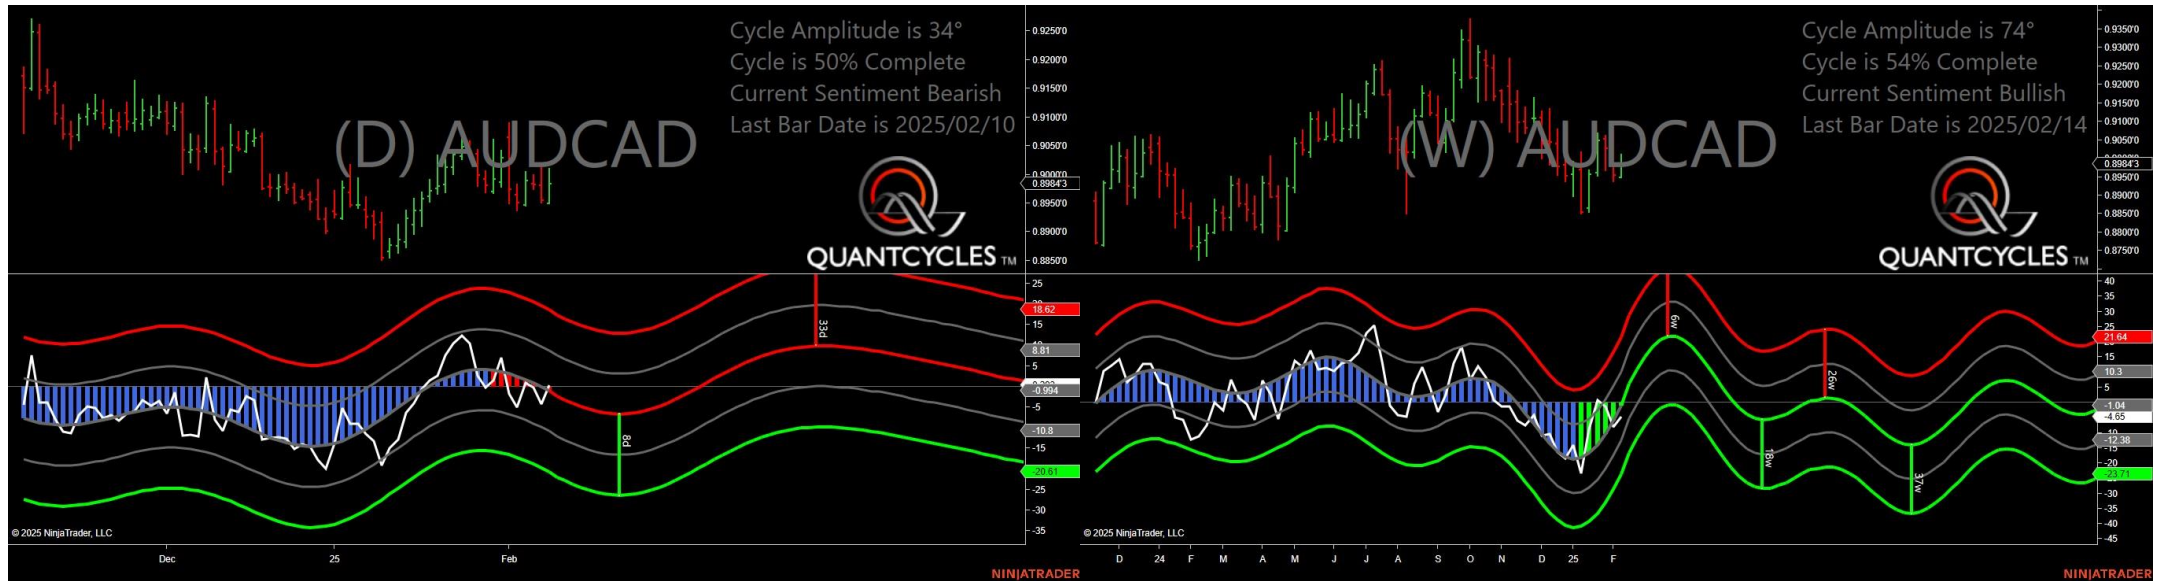 Cycle Amplitude is 34°
Cycle is 50% Complete
Current Sentiment Bearish
Last Bar Date is 2025/02/10
(D) AUDCAD
QUANTCYCLES TM
0.9250'0
0.9200'0
0.9150'0
0.9100'0
0.9050'0
0.9000'0
0.8984'3
0.8950'0
0.8900'0
0.8850'0
25
18.62
15
8.81
5
-0.994
-5
-10.8
-15
-20.61
-25
-30
-35
33d
8d
© 2025 NinjaTrader, LLC
Dec
25
Feb
NINJATRADER
Cycle Amplitude is 74°
Cycle is 54% Complete
Current Sentiment Bullish
Last Bar Date is 2025/02/14
(W) AUDCAD
QUANTCYCLES TM
0.9350'0
0.9300'0
0.9250'0
0.9200'0
0.9150'0
0.9100'0
0.9050'0
0.8984'3
0.8950'0
0.8900'0
0.8850'0
0.8800'0
0.8750'0
40
35
30
25
21.64
15
10.3
5
-1.04
-4.65
-12.38
-20
-23.71
-30
-35
-40
-45
6w
26w
18w
37w
© 2025 NinjaTrader, LLC
D 24 F M A M J J A S O N D 25 F
NINJATRADER